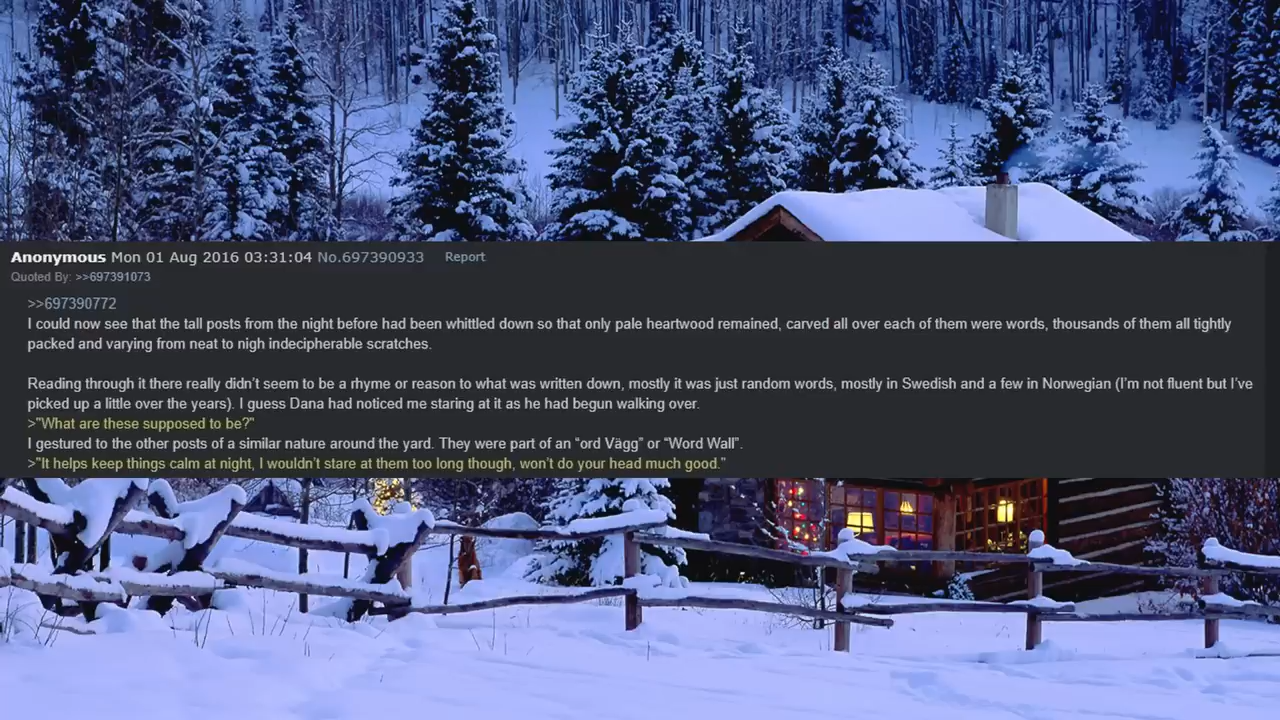 Anonymous Mon 01 Aug 2016 03:31:04 No.697390933 Report
Quoted By: >>697391073
>>697390772
I could now see that the tall posts from the night before had been whittled down so that only pale heartwood remained, carved all over each of them were words, thousands of them all tightly
packed and varying from neat to nigh indecipherable scratches.
Reading through it there really didn't seem to be a rhyme or reason to what was written down, mostly it was just random words, mostly in Swedish and a few in Norwegian (I'm not fluent but I've
picked up a little over the years). I guess Dana had noticed me staring at it as he had begun walking over.
>"What are these supposed to be?"
I gestured to the other posts of a similar nature around the yard. They were part of an “ord Vägg” or “Word Wall”.
>"It helps keep things calm at night, I wouldn't stare at them too long though, won't do your head much good."